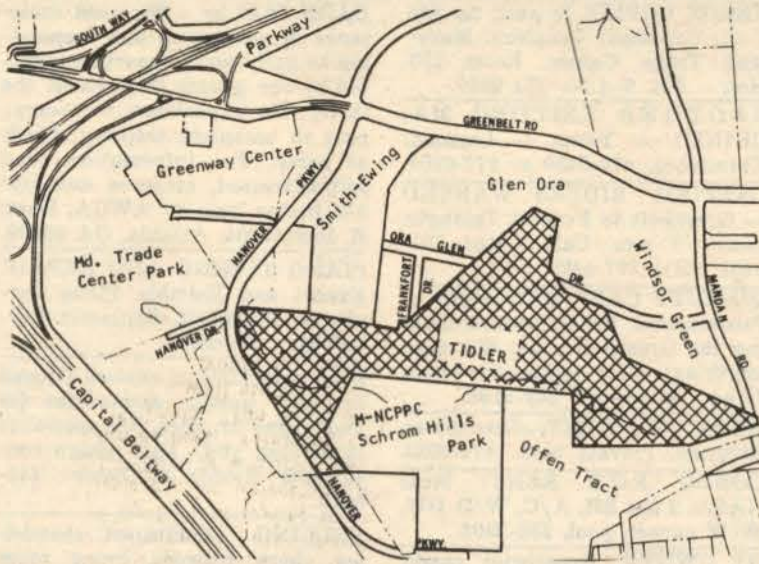 SOUTH WAY
Parkway
GREENBELT RD
Greenway Center
PKWY
HANOVER
Smith-Ewing
Glen Ora
Md. Trade
Center Park
ORA GLEN
DR.
FRANKFORT
DR.
Windsor Green
MANDAN
RD
HANOVER DR.
TIDLER
Capital Beltway
M-NCPPC
Schrom Hills
Park
Offen Tract
HANOVER
PKWY